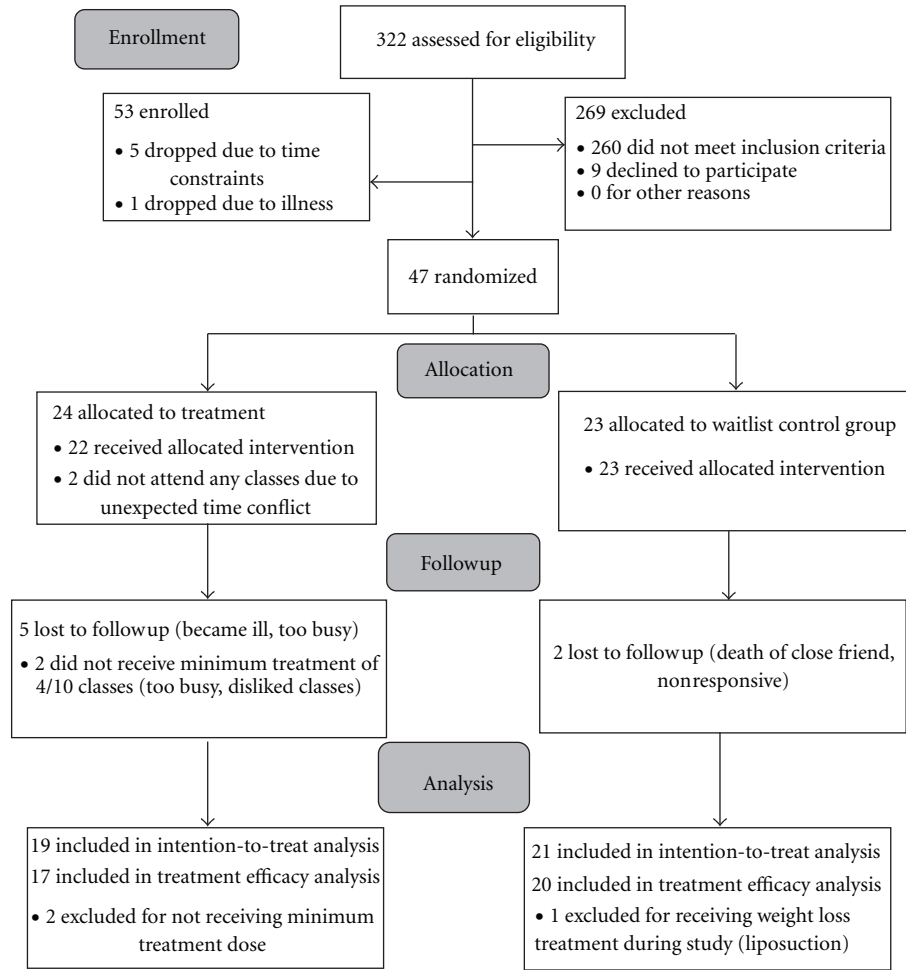 Enrollment
322 assessed for eligibility
53 enrolled
• 5 dropped due to time
constraints
• 1 dropped due to illness
269 excluded
• 260 did not meet inclusion criteria
• 9 declined to participate
• 0 for other reasons
47 randomized
Allocation
24 allocated to treatment
• 22 received allocated intervention
• 2 did not attend any classes due to
unexpected time conflict
23 allocated to waitlist control group
• 23 received allocated intervention
Followup
5 lost to followup (became ill, too busy)
• 2 did not receive minimum treatment of
4/10 classes (too busy, disliked classes)
2 lost to followup (death of close friend,
nonresponsive)
Analysis
19 included in intention-to-treat analysis
17 included in treatment efficacy analysis
• 2 excluded for not receiving minimum
treatment dose
21 included in intention-to-treat analysis
20 included in treatment efficacy analysis
• 1 excluded for receiving weight loss
treatment during study (liposuction)